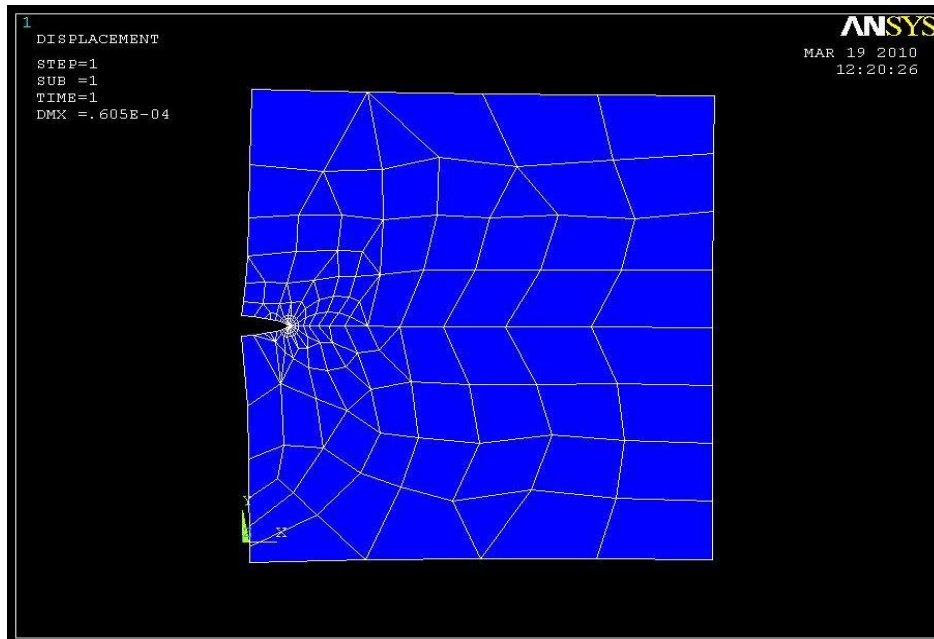 1
DISPLACEMENT
STEP=1
SUB =1
TIME=1
DMX =.605E-04
ANSYS
MAR 19 2010
12:20:26
Y
X